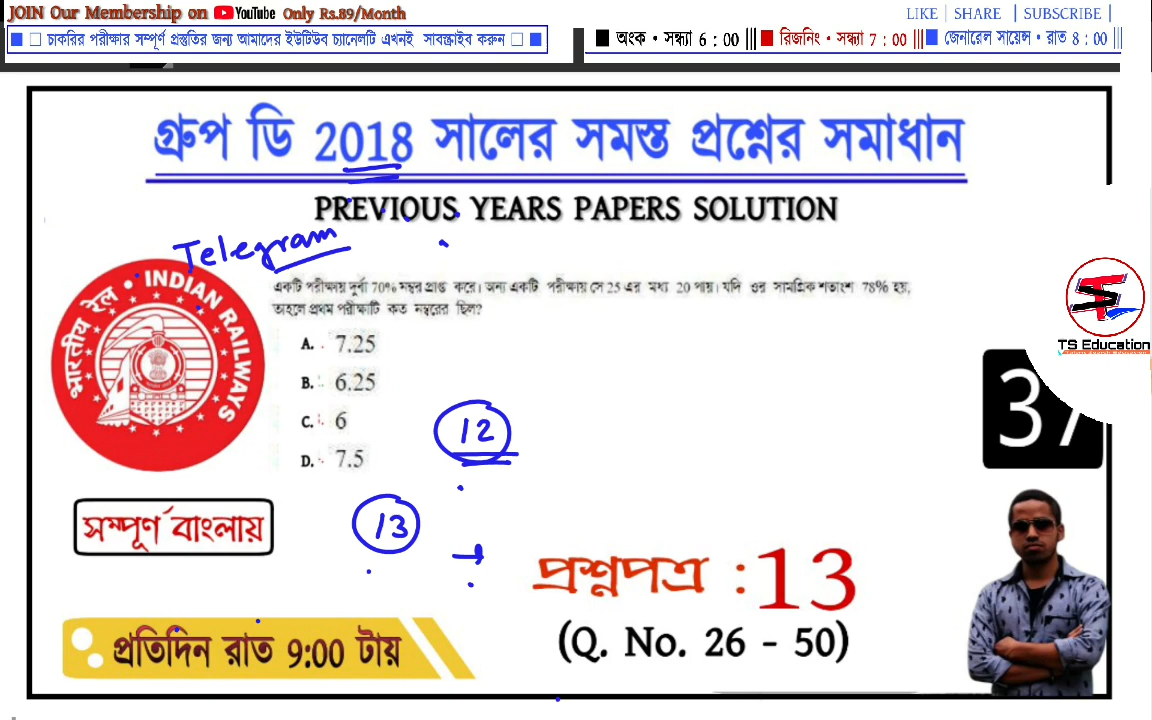 JOIN Our Membership on YouTube Only Rs.89/Month
LIKE | SHARE | SUBSCRIBE |
■ □ চাকরির পরীক্ষার সম্পূর্ণ প্রস্তুতির জন্য আমাদের ইউটিউব চ্যানেলটি এখনই সাবস্ক্রাইব করুন □ ■
■ অংক • সন্ধ্যা 6 : 00 ||| ■ রিজনিং • সন্ধ্যা 7 : 00 ||| ■ জেনারেল সায়েন্স • রাত 8 : 00 |||
গ্রুপ ডি 2018 সালের সমস্ত প্রশ্নের সমাধান
PREVIOUS YEARS PAPERS SOLUTION
Telegram
भारतीय रेल • INDIAN RAILWAYS
একটি পরীক্ষায় দুর্বা 70% নম্বর প্রাপ্ত করে। অন্য একটি পরীক্ষায় সে 25 এর মধ্য 20 পায়। যদি ওর সামগ্রিক শতাংশ 78% হয়,
তাহলে প্রথম পরীক্ষাটি কত নম্বরের ছিল?
A. 7.25
B. 6.25
C. 6
D. 7.5
TS Education
37
12
13
সম্পূর্ণ বাংলায়
প্রশ্নপত্র : 13
(Q. No. 26 - 50)
প্রতিদিন রাত 9:00 টায়